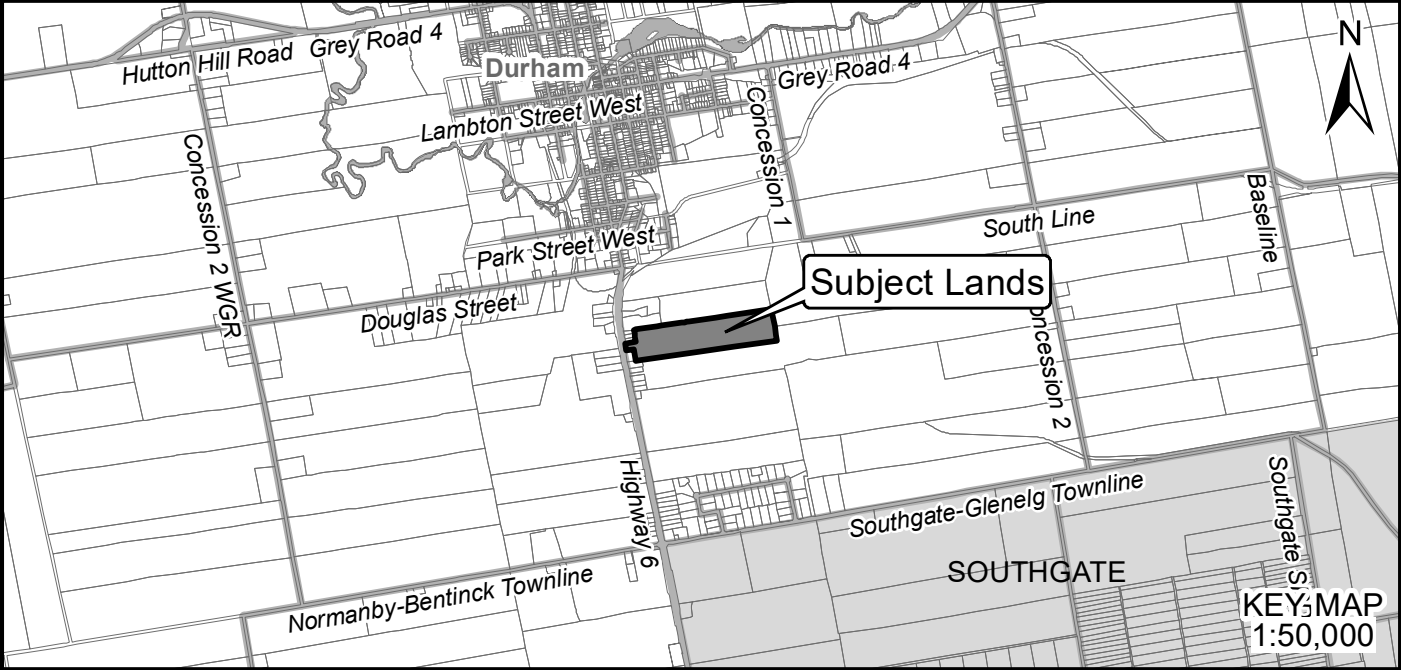 N
Hutton Hill Road
Grey Road 4
Durham
Grey Road 4
Lambton Street West
Concession 1
Concession 2 WGR
Baseline
South Line
Park Street West
Subject Lands
Douglas Street
oncession 2
Highway 6
Southgate-Glenelg Townline
Southgate S
SOUTHGATE
Normanby-Bentinck Townline
KEY MAP
1:50,000